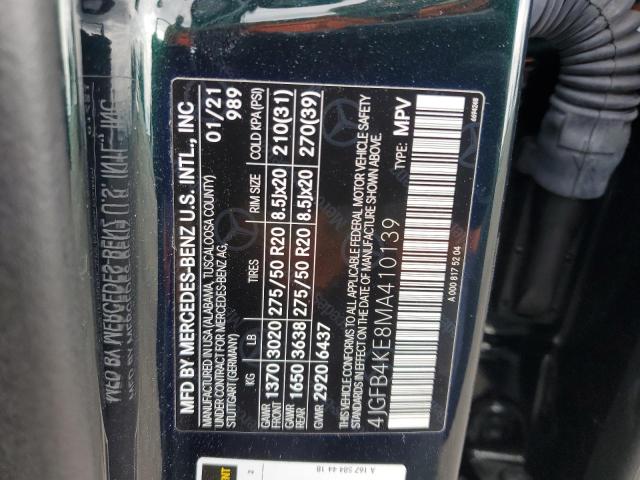 MFD BY MERCEDES-BENZ U.S. INTL., INC
MADE IN USA (ALABAMA, TUSCALOOSA COUNTY)
UNDER CONTRACT FOR MERCEDES-BENZ AG,
STUTTGART (GERMANY)
01/21
989
KG LB TIRES RIM SIZE COLD KPA (PSI)
GAWR FRONT 1370 3020 275/50 R20 8.5Jx20 210(31)
GAWR REAR 1650 3638 275/50 R20 8.5Jx20 270(39)
GVWR 2920 6437
THIS VEHICLE CONFORMS TO ALL APPLICABLE FEDERAL MOTOR VEHICLE SAFETY
STANDARDS IN EFFECT ON THE DATE OF MANUFACTURE SHOWN ABOVE.
4JGFB4KE8MA410139 TYPE: MPV
A 000 817 52 04
A 167 584 44 18
2